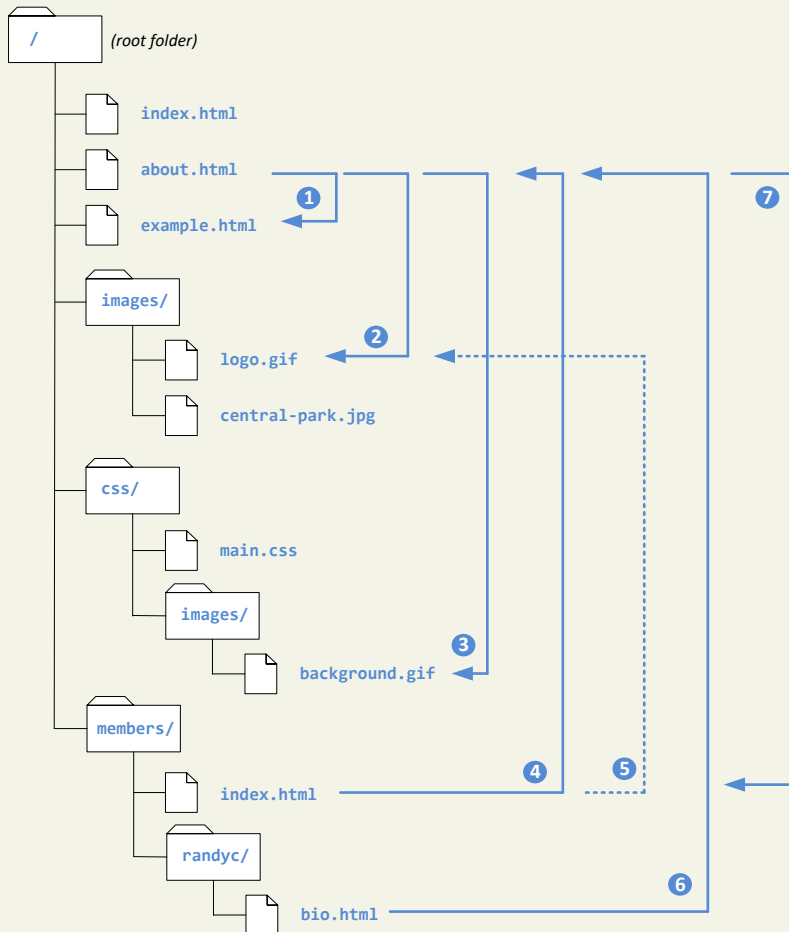 / (root folder)
index.html
about.html
1
7
example.html
images/
2
logo.gif
central-park.jpg
css/
main.css
images/
3
background.gif
members/
4
5
index.html
randyc/
6
bio.html